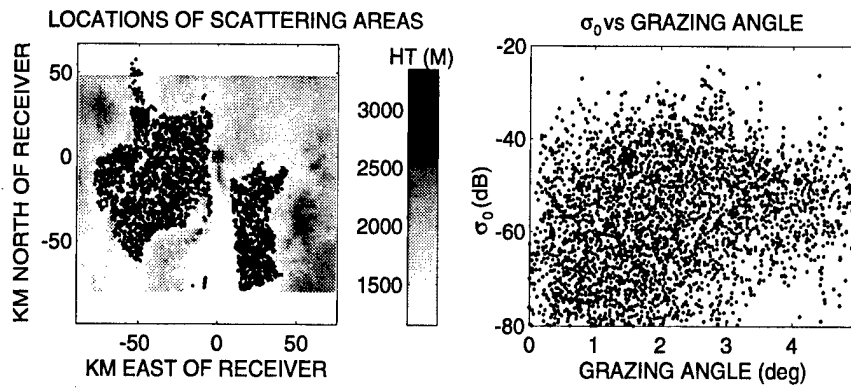 LOCATIONS OF SCATTERING AREAS
KM NORTH OF RECEIVER
50
0
-50
-50 0 50
KM EAST OF RECEIVER
HT (M)
3000
2500
2000
1500
σ₀ vs GRAZING ANGLE
σ₀ (dB)
-20
-40
-60
-80
0 1 2 3 4
GRAZING ANGLE (deg)